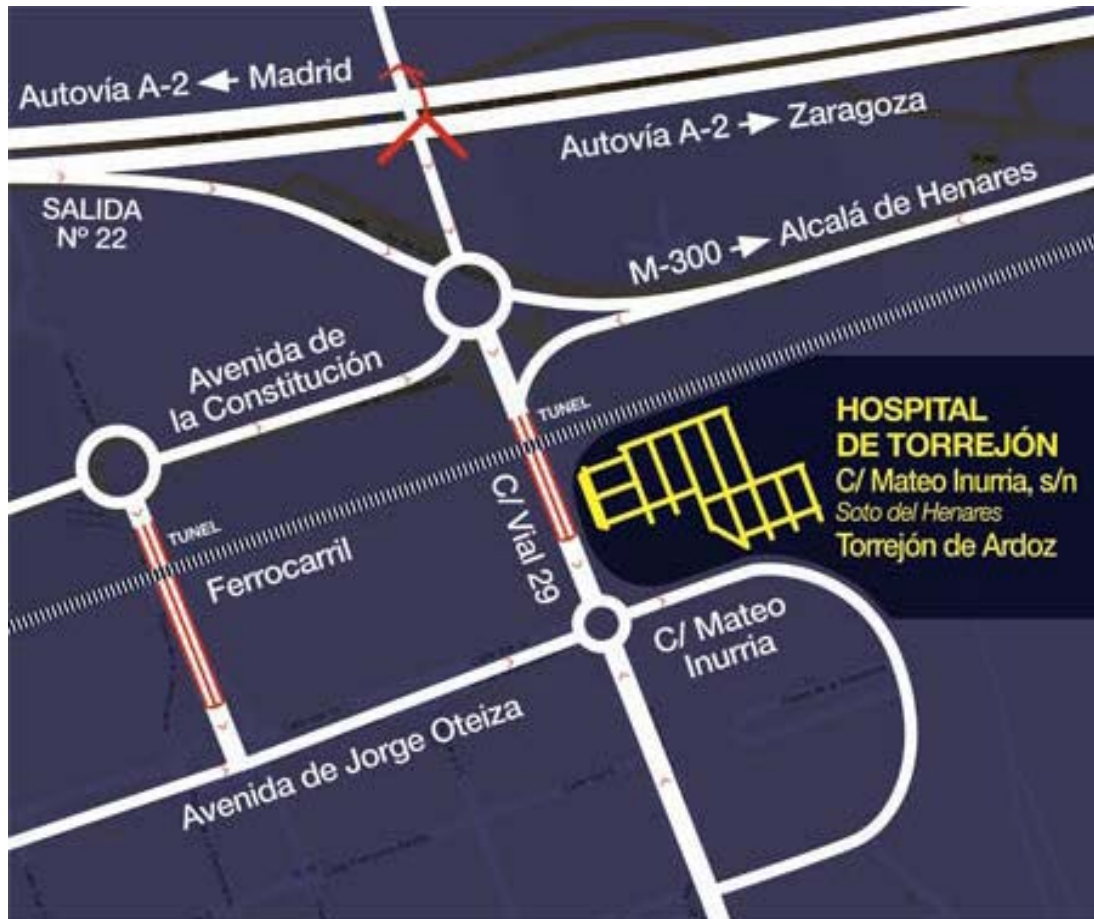 Autovía A-2 ← Madrid
Autovía A-2 → Zaragoza
SALIDA
Nº 22
M-300 → Alcalá de Henares
Avenida de
la Constitución
TUNEL
TUNEL
Ferrocarril
C/ Vial 29
HOSPITAL
DE TORREJÓN
C/ Mateo Inurria, s/n
Soto del Henares
Torrejón de Ardoz
C/ Mateo
Inurria
Avenida de Jorge Oteiza